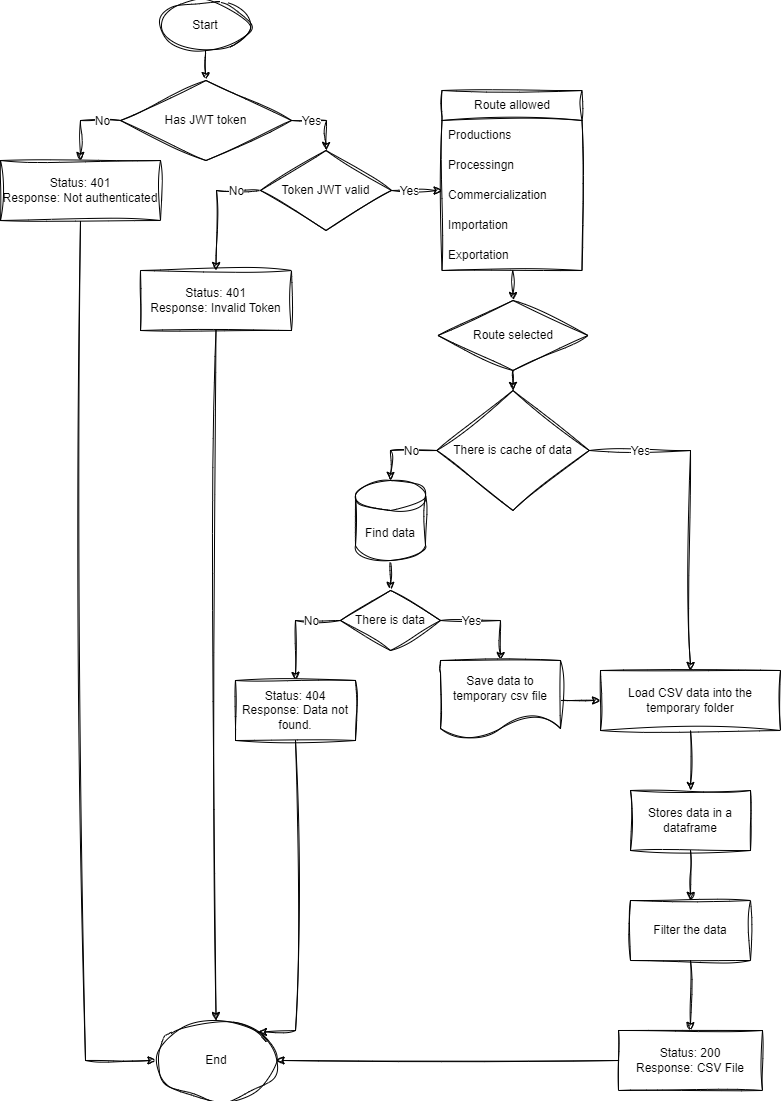 Start
Has JWT token
No
Yes
Status: 401
Response: Not authenticated
Token JWT valid
No
Yes
Route allowed
Productions
Processingn
Commercialization
Importation
Exportation
Status: 401
Response: Invalid Token
Route selected
There is cache of data
No
Yes
Find data
There is data
No
Yes
Status: 404
Response: Data not
found.
Save data to
temporary csv file
Load CSV data into the
temporary folder
Stores data in a
dataframe
Filter the data
Status: 200
Response: CSV File
End